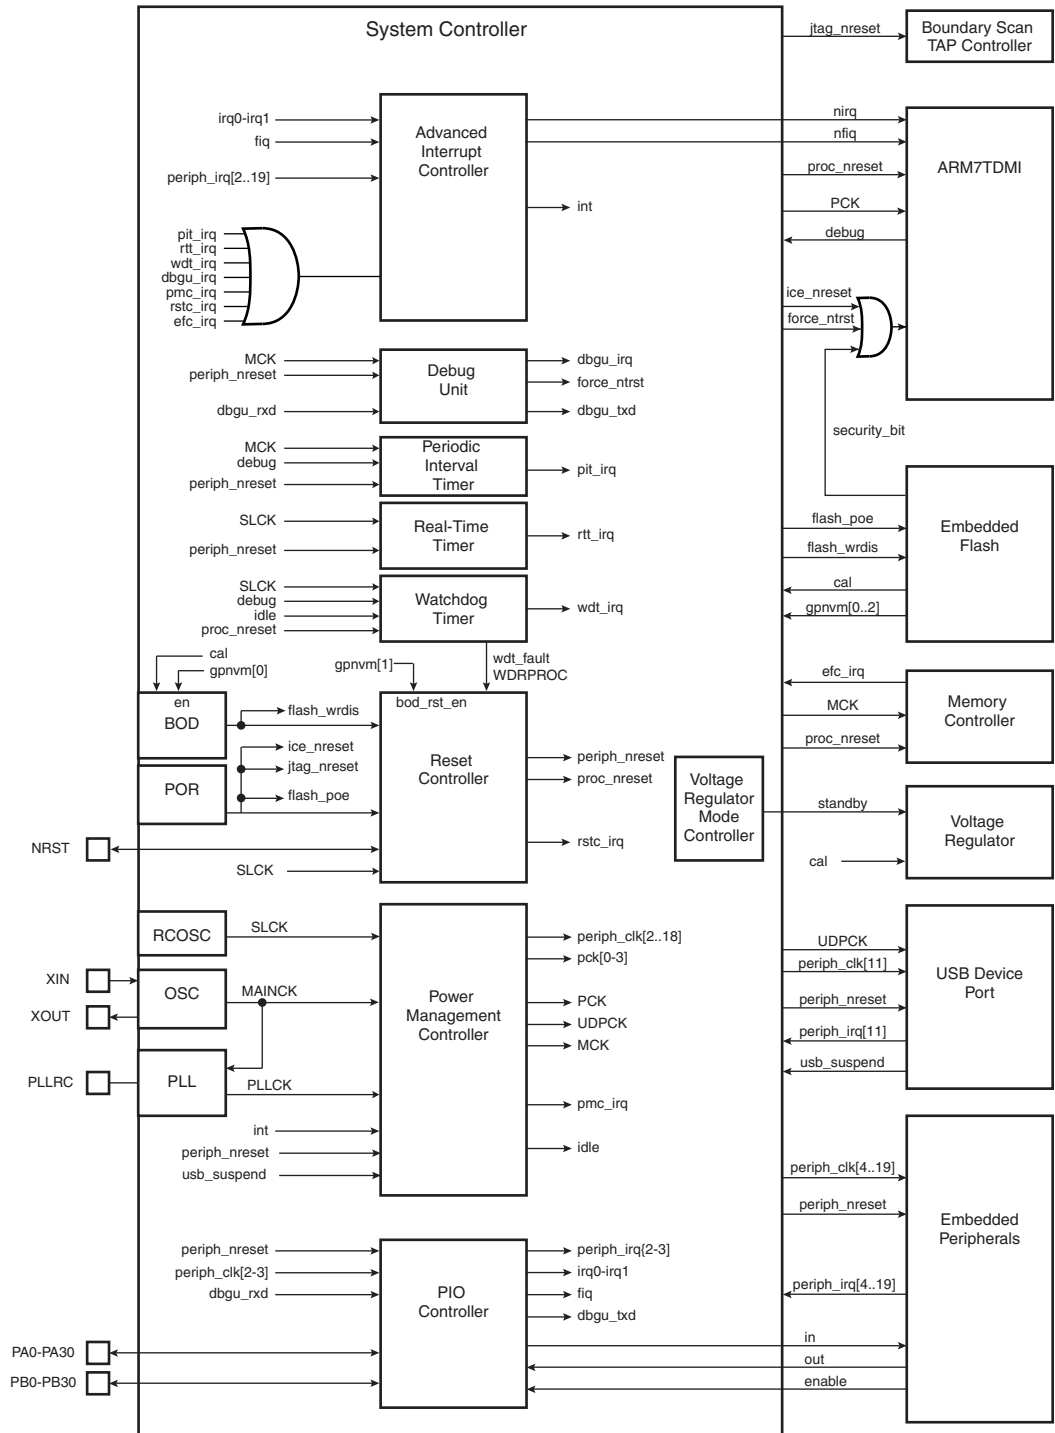 System Controller
jtag_nreset
Boundary Scan
TAP Controller
irq0-irq1
fiq
periph_irq[2..19]
Advanced
Interrupt
Controller
int
nirq
nfiq
proc_nreset
PCK
debug
ARM7TDMI
pit_irq
rtt_irq
wdt_irq
dbgu_irq
pmc_irq
rstc_irq
efc_irq
ice_nreset
force_ntrst
security_bit
MCK
periph_nreset
dbgu_rxd
Debug
Unit
dbgu_irq
force_ntrst
dbgu_txd
MCK
debug
periph_nreset
Periodic
Interval
Timer
pit_irq
SLCK
periph_nreset
Real-Time
Timer
rtt_irq
flash_poe
flash_wrdis
cal
gpnvm[0..2]
Embedded
Flash
SLCK
debug
idle
proc_nreset
Watchdog
Timer
wdt_irq
wdt_fault
WDRPROC
cal
gpnvm[0]
gpnvm[1]
en
BOD
flash_wrdis
bod_rst_en
POR
ice_nreset
jtag_nreset
flash_poe
Reset
Controller
periph_nreset
proc_nreset
rstc_irq
NRST
SLCK
efc_irq
MCK
proc_nreset
Memory
Controller
Voltage
Regulator
Mode
Controller
standby
cal
Voltage
Regulator
RCOSC
SLCK
XIN
XOUT
OSC
MAINCK
PLLRC
PLL
PLLCK
int
periph_nreset
usb_suspend
Power
Management
Controller
periph_clk[2..18]
pck[0-3]
PCK
UDPCK
MCK
pmc_irq
idle
UDPCK
periph_clk[11]
periph_nreset
periph_irq[11]
usb_suspend
USB Device
Port
periph_clk[4..19]
periph_nreset
periph_irq[4..19]
Embedded
Peripherals
periph_nreset
periph_clk[2-3]
dbgu_rxd
PIO
Controller
periph_irq{2-3]
irq0-irq1
fiq
dbgu_txd
PA0-PA30
PB0-PB30
in
out
enable